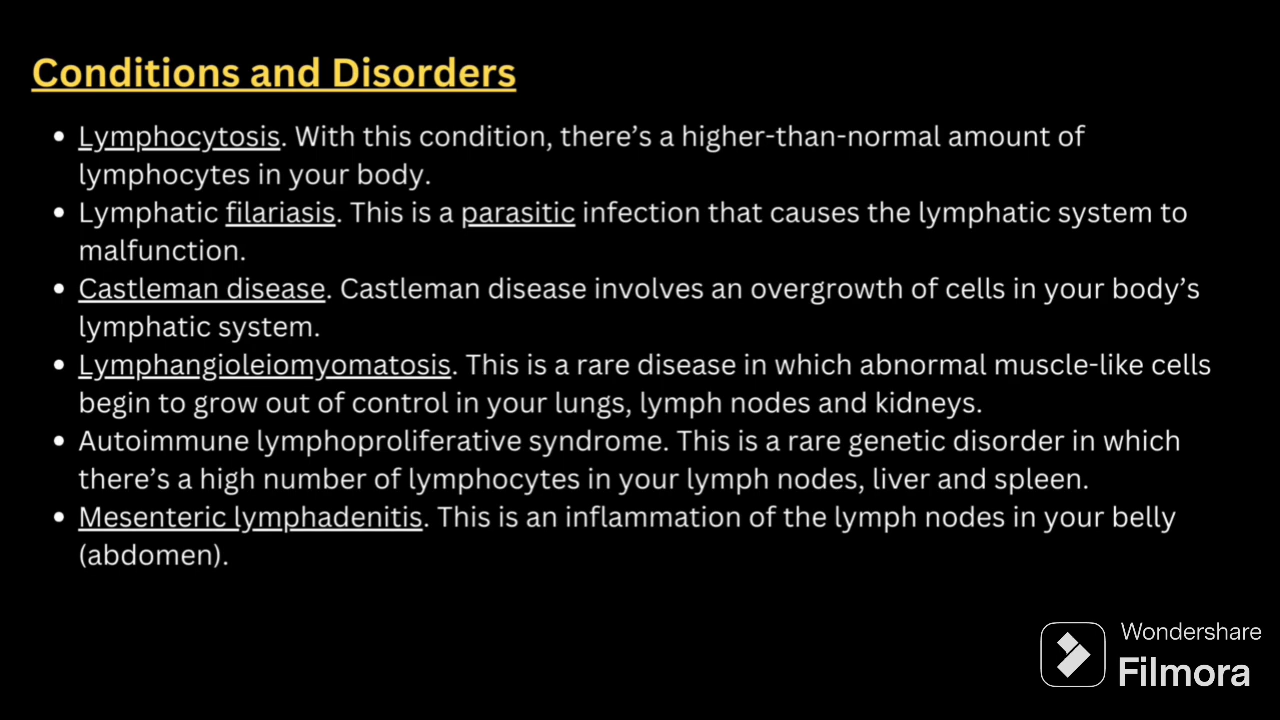 Conditions and Disorders
• Lymphocytosis. With this condition, there’s a higher-than-normal amount of
lymphocytes in your body.
• Lymphatic filariasis. This is a parasitic infection that causes the lymphatic system to
malfunction.
• Castleman disease. Castleman disease involves an overgrowth of cells in your body’s
lymphatic system.
• Lymphangioleiomyomatosis. This is a rare disease in which abnormal muscle-like cells
begin to grow out of control in your lungs, lymph nodes and kidneys.
• Autoimmune lymphoproliferative syndrome. This is a rare genetic disorder in which
there’s a high number of lymphocytes in your lymph nodes, liver and spleen.
• Mesenteric lymphadenitis. This is an inflammation of the lymph nodes in your belly
(abdomen).
Wondershare
Filmora